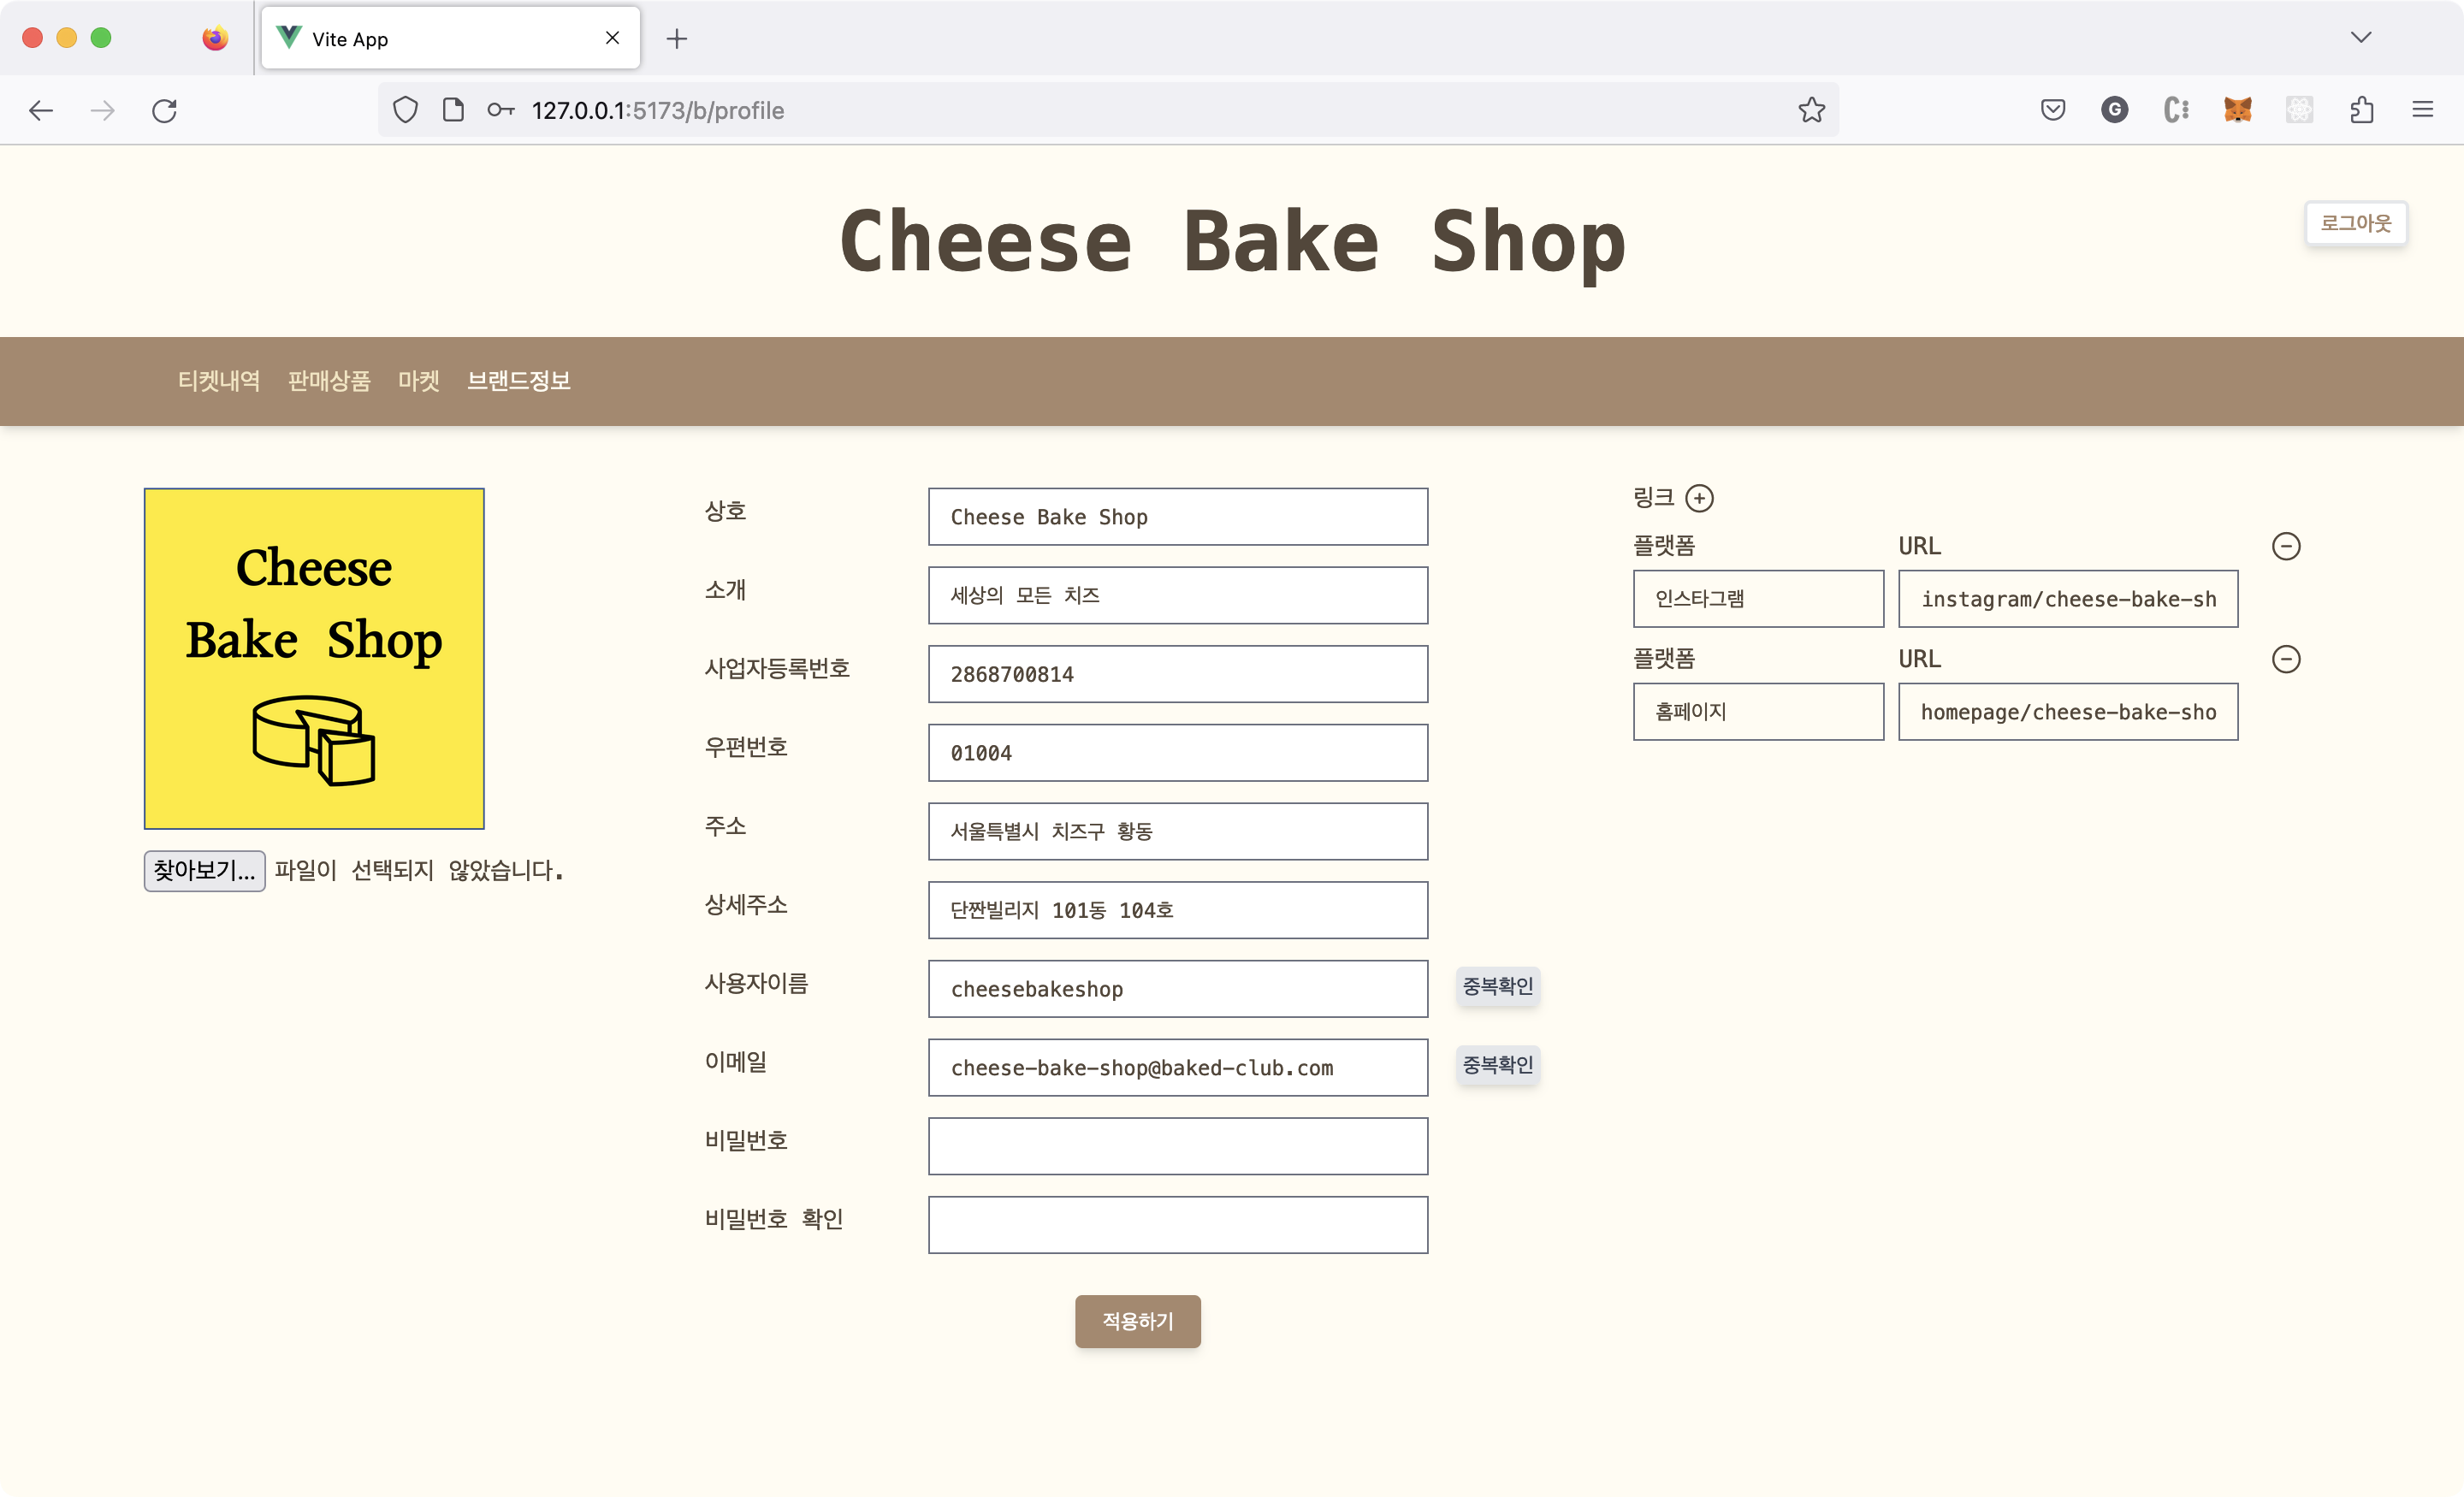 Vite App
127.0.0.1:5173/b/profile
G
Cheese Bake Shop
로그아웃
티켓내역 판매상품 마켓 브랜드정보
Cheese
Bake Shop
찾아보기... 파일이 선택되지 않았습니다.
상호 Cheese Bake Shop
소개 세상의 모든 치즈
사업자등록번호 2868700814
우편번호 01004
주소 서울특별시 치즈구 황동
상세주소 단짠빌리지 101동 104호
사용자이름 cheesebakeshop 중복확인
이메일 cheese-bake-shop@baked-club.com 중복확인
비밀번호
비밀번호 확인
적용하기
링크
플랫폼 URL
인스타그램 instagram/cheese-bake-sh
플랫폼 URL
홈페이지 homepage/cheese-bake-sho